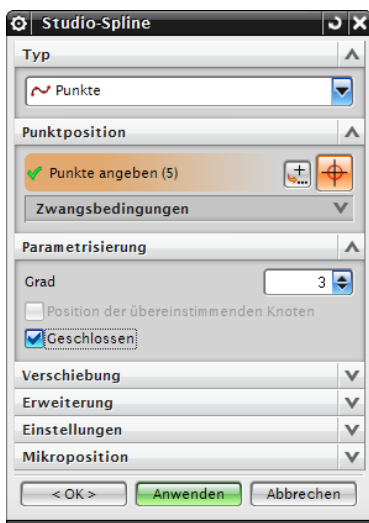 Studio-Spline
Typ
Punkte
Punktposition
Punkte angeben (5)
Zwangsbedingungen
Parametrisierung
Grad 3
Position der übereinstimmenden Knoten
Geschlossen
Verschiebung
Erweiterung
Einstellungen
Mikroposition
< OK > Anwenden Abbrechen